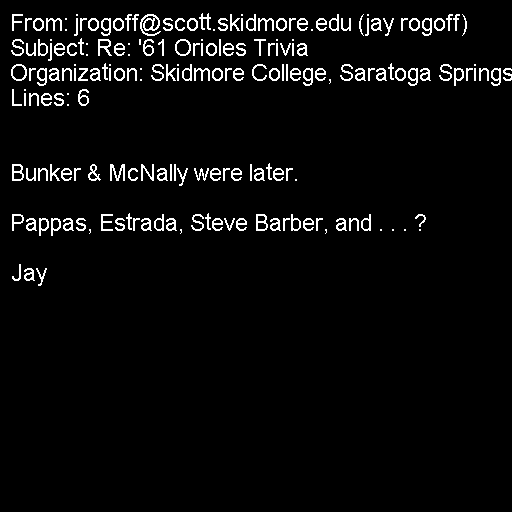 From: jrogoff@scott.skidmore.edu (jay rogoff)
Subject: Re: '61 Orioles Trivia
Organization: Skidmore College, Saratoga Springs
Lines: 6
Bunker & McNally were later.
Pappas, Estrada, Steve Barber, and . . . ?
Jay